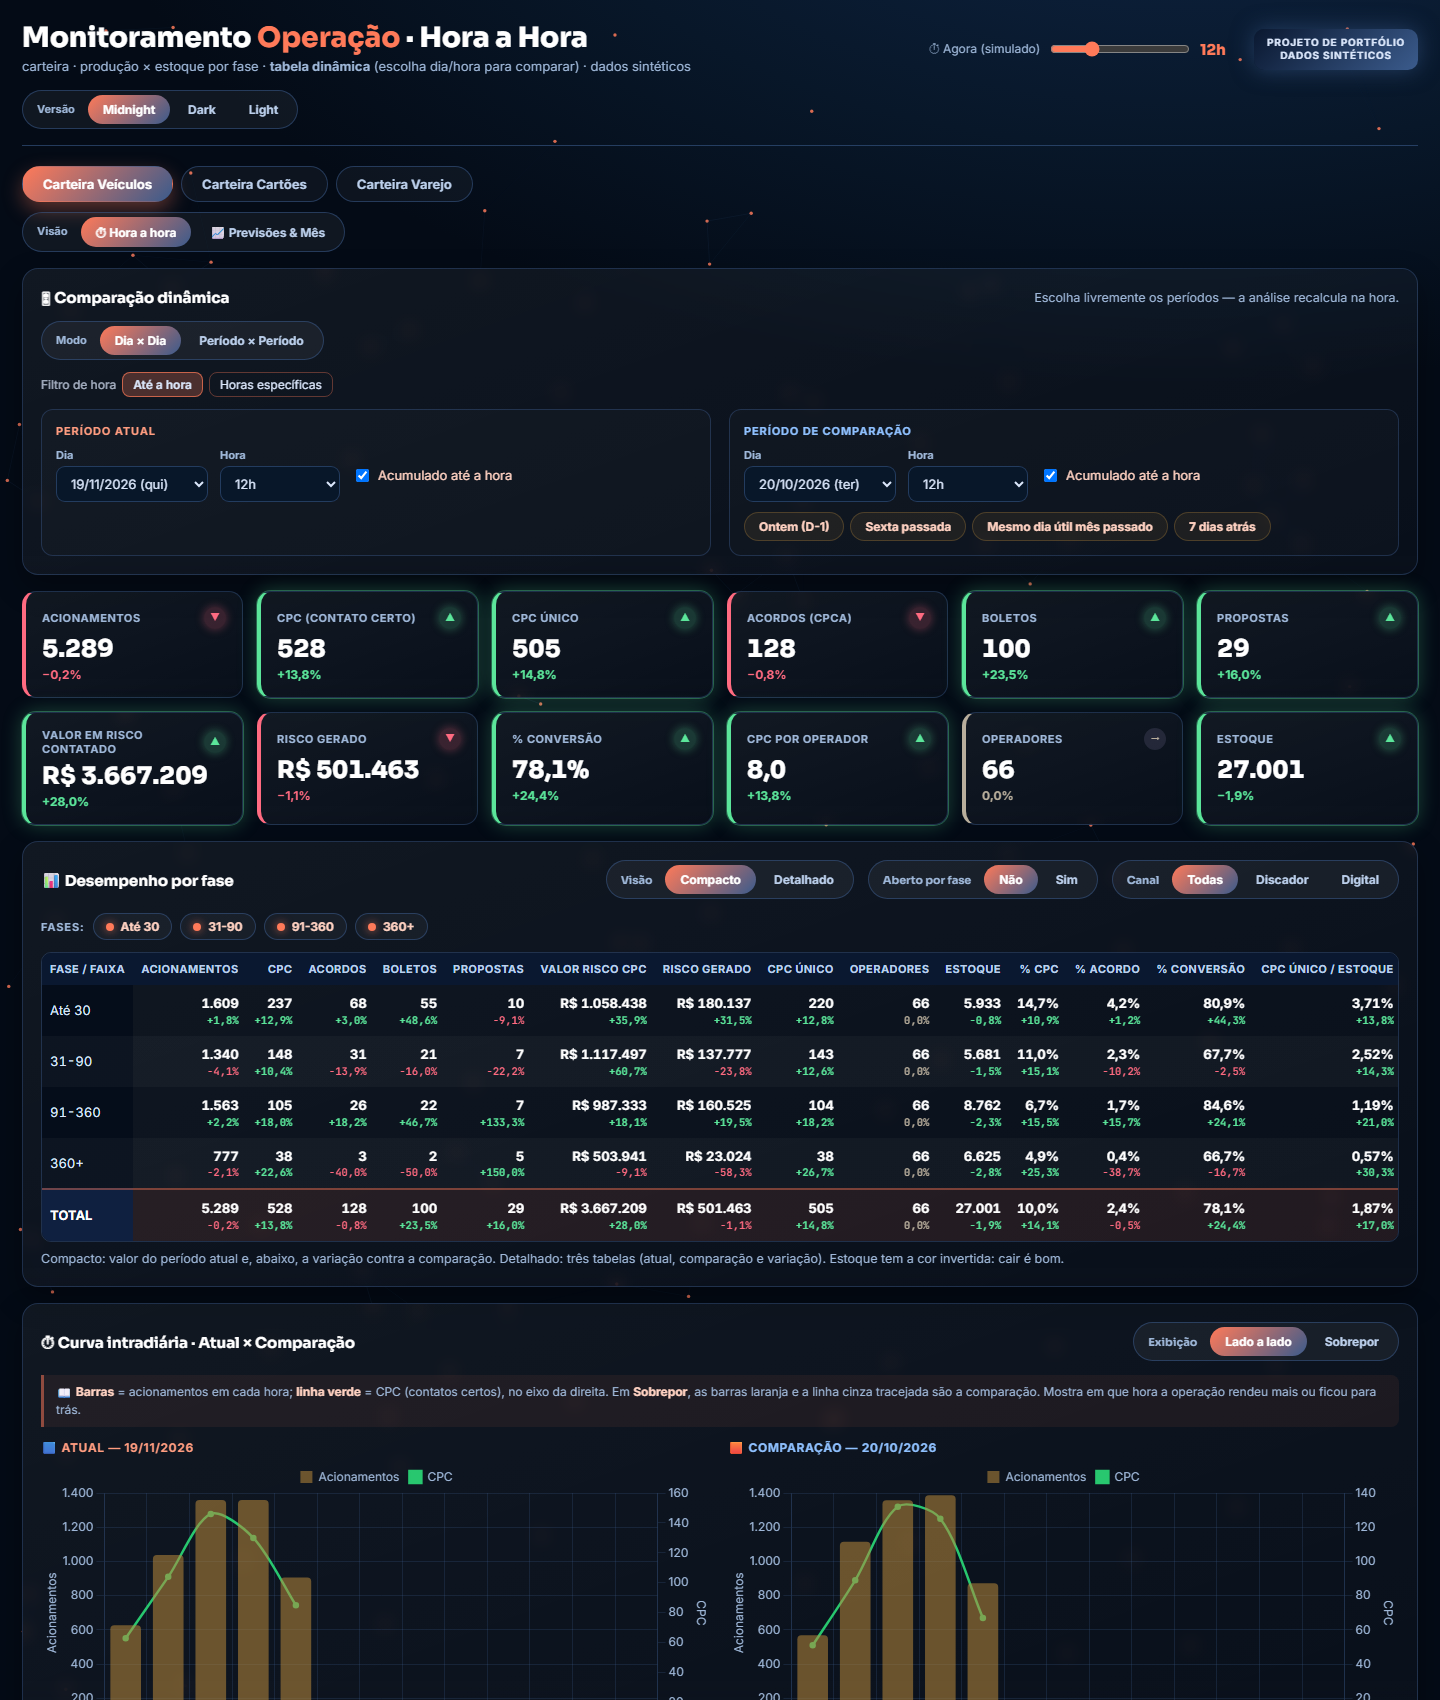 Monitoramento Operação · Hora a Hora
carteira · produção × estoque por fase · tabela dinâmica (escolha dia/hora para comparar) · dados sintéticos
⏱ Agora (simulado) 12h
PROJETO DE PORTFÓLIO
DADOS SINTÉTICOS
Versão Midnight Dark Light
Carteira Veículos Carteira Cartões Carteira Varejo
Visão ⏱ Hora a hora 📈 Previsões & Mês
Comparação dinâmica
Escolha livremente os períodos — a análise recalcula na hora.
Modo Dia × Dia Período × Período
Filtro de hora Até a hora Horas específicas
PERÍODO ATUAL
Dia Hora
19/11/2026 (qui) 12h Acumulado até a hora
PERÍODO DE COMPARAÇÃO
Dia Hora
20/10/2026 (ter) 12h Acumulado até a hora
Ontem (D-1) Sexta passada Mesmo dia útil mês passado 7 dias atrás
ACIONAMENTOS ▼
5.289
−0,2%
CPC (CONTATO CERTO) ▲
528
+13,8%
CPC ÚNICO ▲
505
+14,8%
ACORDOS (CPCA) ▼
128
−0,8%
BOLETOS ▲
100
+23,5%
PROPOSTAS ▲
29
+16,0%
VALOR EM RISCO
CONTATADO ▲
R$ 3.667.209
+28,0%
RISCO GERADO ▼
R$ 501.463
−1,1%
% CONVERSÃO ▲
78,1%
+24,4%
CPC POR OPERADOR ▲
8,0
+13,8%
OPERADORES →
66
0,0%
ESTOQUE ▲
27.001
−1,9%
📊 Desempenho por fase
Visão Compacto Detalhado
Aberto por fase Não Sim
Canal Todas Discador Digital
FASES: Até 30 31-90 91-360 360+
FASE / FAIXA ACIONAMENTOS CPC ACORDOS BOLETOS PROPOSTAS VALOR RISCO CPC RISCO GERADO CPC ÚNICO OPERADORES ESTOQUE % CPC % ACORDO % CONVERSÃO CPC ÚNICO / ESTOQUE
Até 30 1.609 237 68 55 10 R$ 1.058.438 R$ 180.137 220 66 5.933 14,7% 4,2% 80,9% 3,71%
+1,8% +12,9% +3,0% +48,6% -9,1% +35,9% +31,5% +12,8% 0,0% -0,8% +10,9% +1,2% +44,3% +13,8%
31-90 1.340 148 31 21 7 R$ 1.117.497 R$ 137.777 143 66 5.681 11,0% 2,3% 67,7% 2,52%
-4,1% +10,4% -13,9% -16,0% -22,2% +60,7% -23,8% +12,6% 0,0% -1,5% +15,1% -10,2% -2,5% +14,3%
91-360 1.563 105 26 22 7 R$ 987.333 R$ 160.525 104 66 8.762 6,7% 1,7% 84,6% 1,19%
+2,2% +18,0% +18,2% +46,7% +133,3% +18,1% +19,5% +18,2% 0,0% -2,3% +15,5% +15,7% +24,1% +21,0%
360+ 777 38 3 2 5 R$ 503.941 R$ 23.024 38 66 6.625 4,9% 0,4% 66,7% 0,57%
-2,1% +22,6% -40,0% -50,0% +150,0% -9,1% -58,3% +26,7% 0,0% -2,8% +25,3% -38,7% -16,7% +30,3%
TOTAL 5.289 528 128 100 29 R$ 3.667.209 R$ 501.463 505 66 27.001 10,0% 2,4% 78,1% 1,87%
-0,2% +13,8% -0,8% +23,5% +16,0% +28,0% -1,1% +14,8% 0,0% -1,9% +14,1% -0,5% +24,4% +17,0%
Compacto: valor do período atual e, abaixo, a variação contra a comparação. Detalhado: três tabelas (atual, comparação e variação). Estoque tem a cor invertida: cair é bom.
⏱ Curva intradiária · Atual × Comparação
Exibição Lado a lado Sobrepor
📖 Barras = acionamentos em cada hora; linha verde = CPC (contatos certos), no eixo da direita. Em Sobrepor, as barras laranja e a linha cinza tracejada são a comparação. Mostra em que hora a operação rendeu mais ou ficou para
trás.
ATUAL — 19/11/2026
Acionamentos CPC
1.400 160
1.200 140
120
1.000 100
800 80
600 60
400 40
200 20
Acionamentos
CPC
COMPARAÇÃO — 20/10/2026
Acionamentos CPC
1.400 140
1.200 120
1.000 100
800 80
600 60
400 40
200 20
Acionamentos
CPC